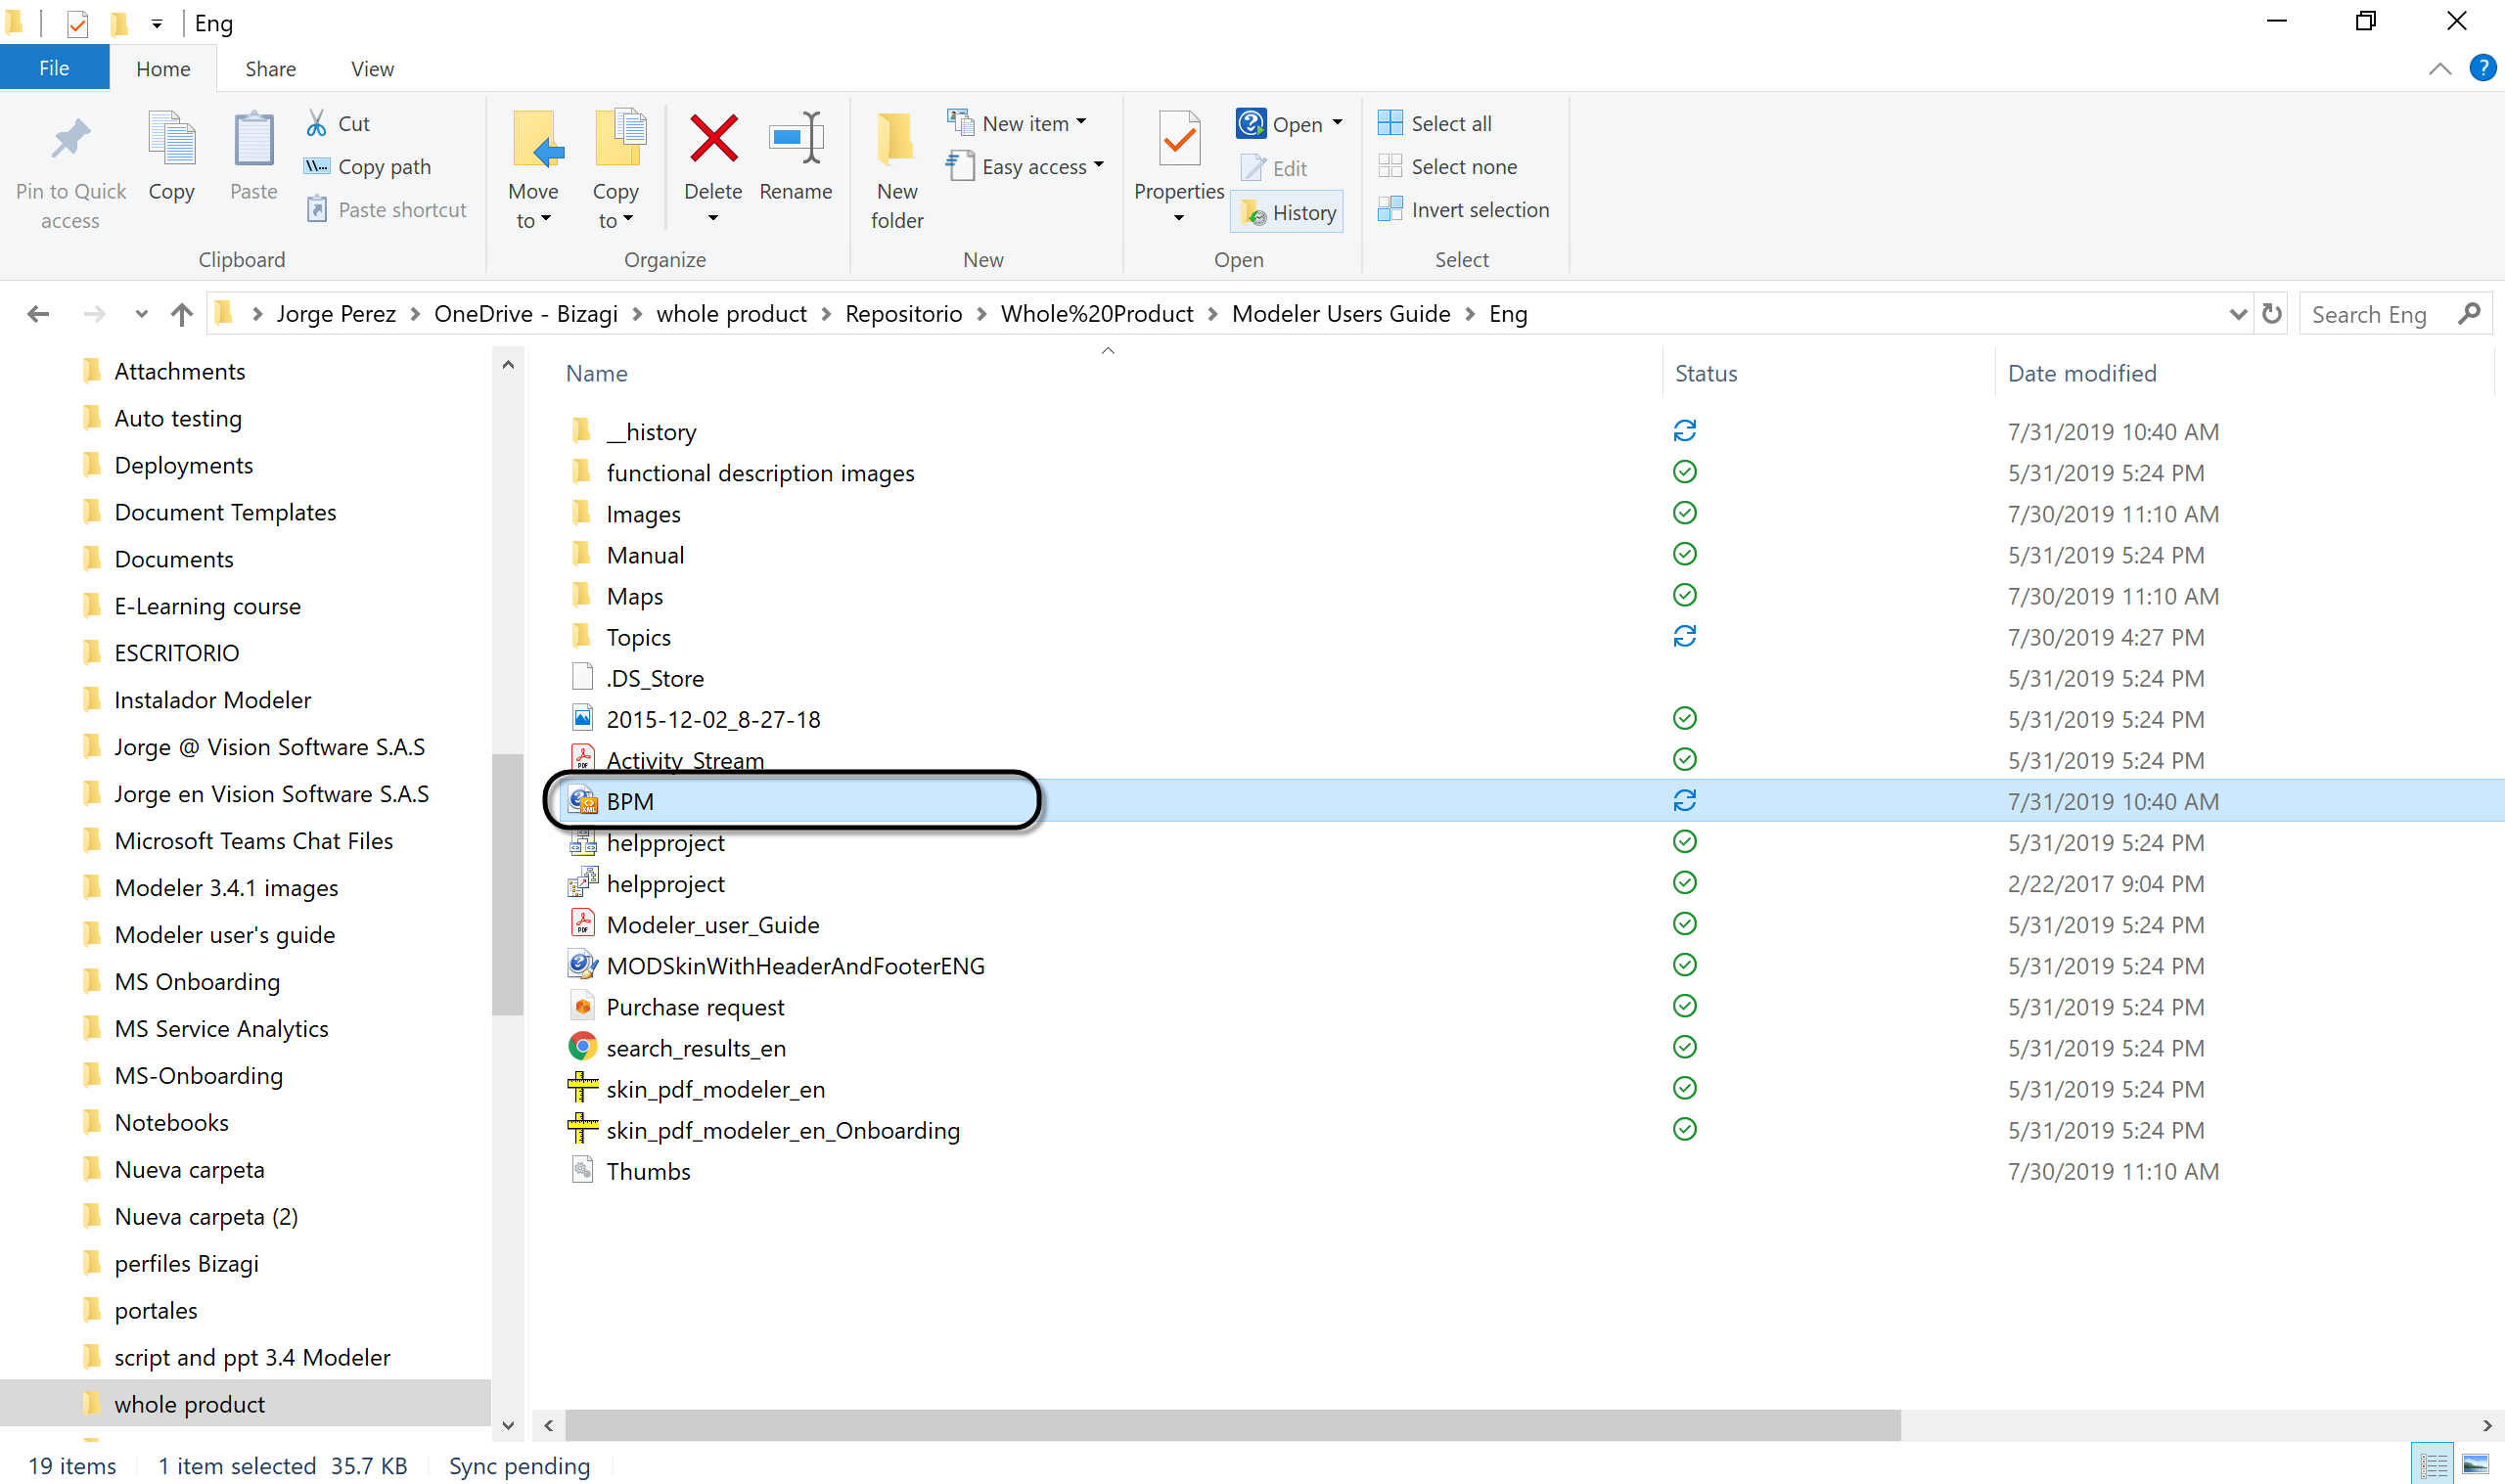 Eng
File Home Share View
Pin to Quick access
Copy
Paste
Cut
Copy path
Paste shortcut
Clipboard
Move to
Copy to
Delete
Rename
Organize
New folder
New item
Easy access
New
Properties
Open
Edit
History
Open
Select all
Select none
Invert selection
Select
Jorge Perez OneDrive - Bizagi whole product Repositorio Whole%20Product Modeler Users Guide Eng
Search Eng
Attachments
Auto testing
Deployments
Document Templates
Documents
E-Learning course
ESCRITORIO
Instalador Modeler
Jorge @ Vision Software S.A.S
Jorge en Vision Software S.A.S
Microsoft Teams Chat Files
Modeler 3.4.1 images
Modeler user's guide
MS Onboarding
MS Service Analytics
MS-Onboarding
Notebooks
Nueva carpeta
Nueva carpeta (2)
perfiles Bizagi
portales
script and ppt 3.4 Modeler
whole product
Name Status Date modified
__history 7/31/2019 10:40 AM
functional description images 5/31/2019 5:24 PM
Images 7/30/2019 11:10 AM
Manual 5/31/2019 5:24 PM
Maps 7/30/2019 11:10 AM
Topics 7/30/2019 4:27 PM
.DS_Store 5/31/2019 5:24 PM
2015-12-02_8-27-18 5/31/2019 5:24 PM
Activity_Stream 5/31/2019 5:24 PM
BPM 7/31/2019 10:40 AM
helpproject 5/31/2019 5:24 PM
helpproject 2/22/2017 9:04 PM
Modeler_user_Guide 5/31/2019 5:24 PM
MODSkinWithHeaderAndFooterENG 5/31/2019 5:24 PM
Purchase request 5/31/2019 5:24 PM
search_results_en 5/31/2019 5:24 PM
skin_pdf_modeler_en 5/31/2019 5:24 PM
skin_pdf_modeler_en_Onboarding 5/31/2019 5:24 PM
Thumbs 7/30/2019 11:10 AM
19 items 1 item selected 35.7 KB Sync pending